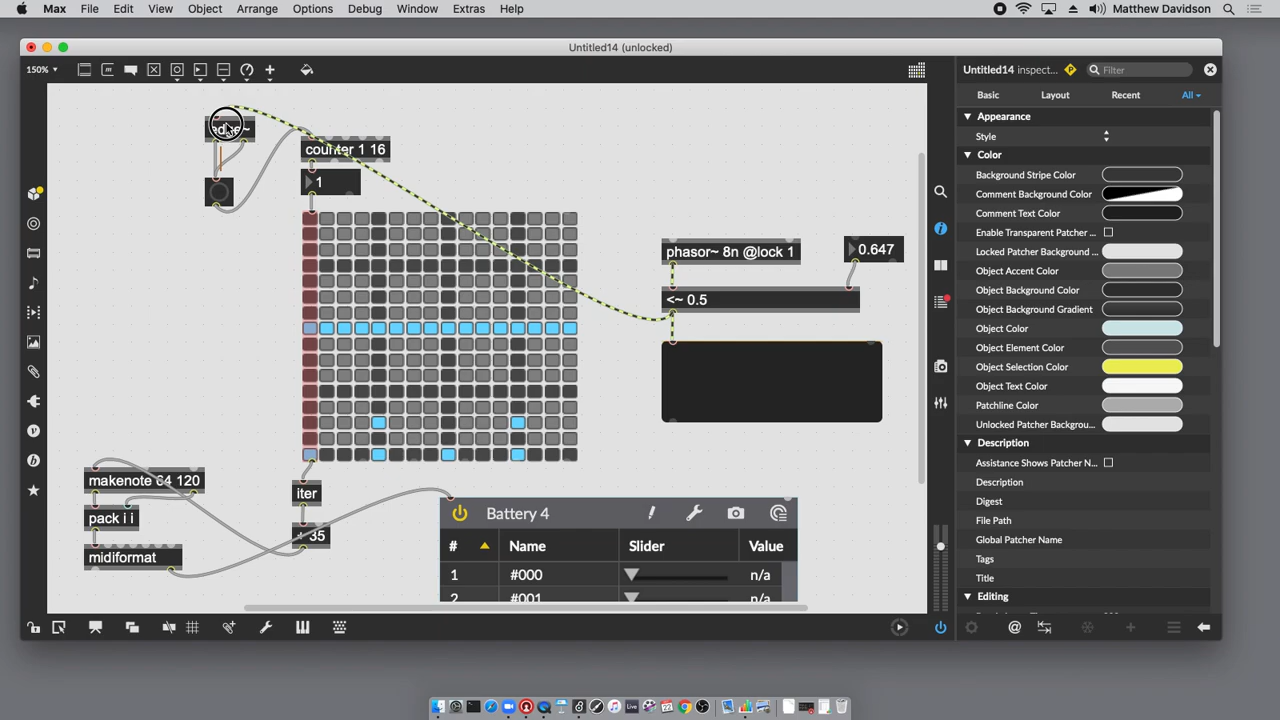 Max File Edit View Object Arrange Options Debug Window Extras Help Matthew Davidson
Untitled14 (unlocked)
150%
Untitled14 inspect... Filter
Basic Layout Recent All
Appearance
Style
Color
Background Stripe Color
Comment Background Color
Comment Text Color
Enable Transparent Patcher ...
Locked Patcher Background ...
Object Accent Color
Object Background Color
Object Background Gradient
Object Color
Object Element Color
Object Selection Color
Object Text Color
Patchline Color
Unlocked Patcher Backgrou...
Description
Assistance Shows Patcher N...
Description
Digest
File Path
Global Patcher Name
Tags
Title
Editing
counter 1 16
1
phasor~ 8n @lock 1
0.647
<~ 0.5
makenote 64 120
pack i i
midiformat
iter
+ 35
Battery 4
# Name Slider Value
1 #000 n/a
2 #001 n/a